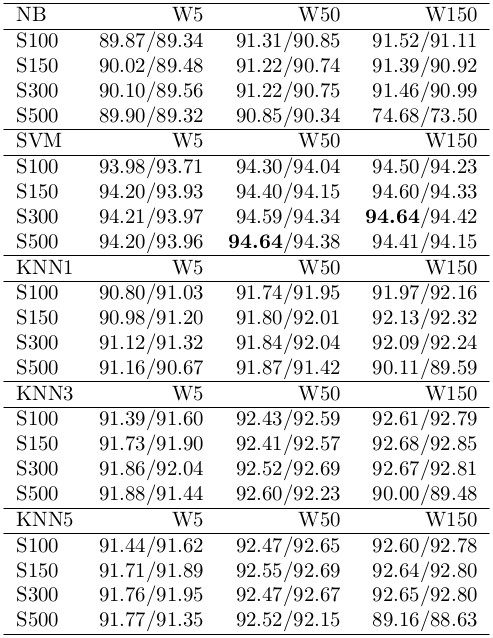 NB W5 W50 W150
S100 89.87/89.34 91.31/90.85 91.52/91.11
S150 90.02/89.48 91.22/90.74 91.39/90.92
S300 90.10/89.56 91.22/90.75 91.46/90.99
S500 89.90/89.32 90.85/90.34 74.68/73.50
SVM W5 W50 W150
S100 93.98/93.71 94.30/94.04 94.50/94.23
S150 94.20/93.93 94.40/94.15 94.60/94.33
S300 94.21/93.97 94.59/94.34 94.64/94.42
S500 94.20/93.96 94.64/94.38 94.41/94.15
KNN1 W5 W50 W150
S100 90.80/91.03 91.74/91.95 91.97/92.16
S150 90.98/91.20 91.80/92.01 92.13/92.32
S300 91.12/91.32 91.84/92.04 92.09/92.24
S500 91.16/90.67 91.87/91.42 90.11/89.59
KNN3 W5 W50 W150
S100 91.39/91.60 92.43/92.59 92.61/92.79
S150 91.73/91.90 92.41/92.57 92.68/92.85
S300 91.86/92.04 92.52/92.69 92.67/92.81
S500 91.88/91.44 92.60/92.23 90.00/89.48
KNN5 W5 W50 W150
S100 91.44/91.62 92.47/92.65 92.60/92.78
S150 91.71/91.89 92.55/92.69 92.64/92.80
S300 91.76/91.95 92.47/92.67 92.65/92.80
S500 91.77/91.35 92.52/92.15 89.16/88.63